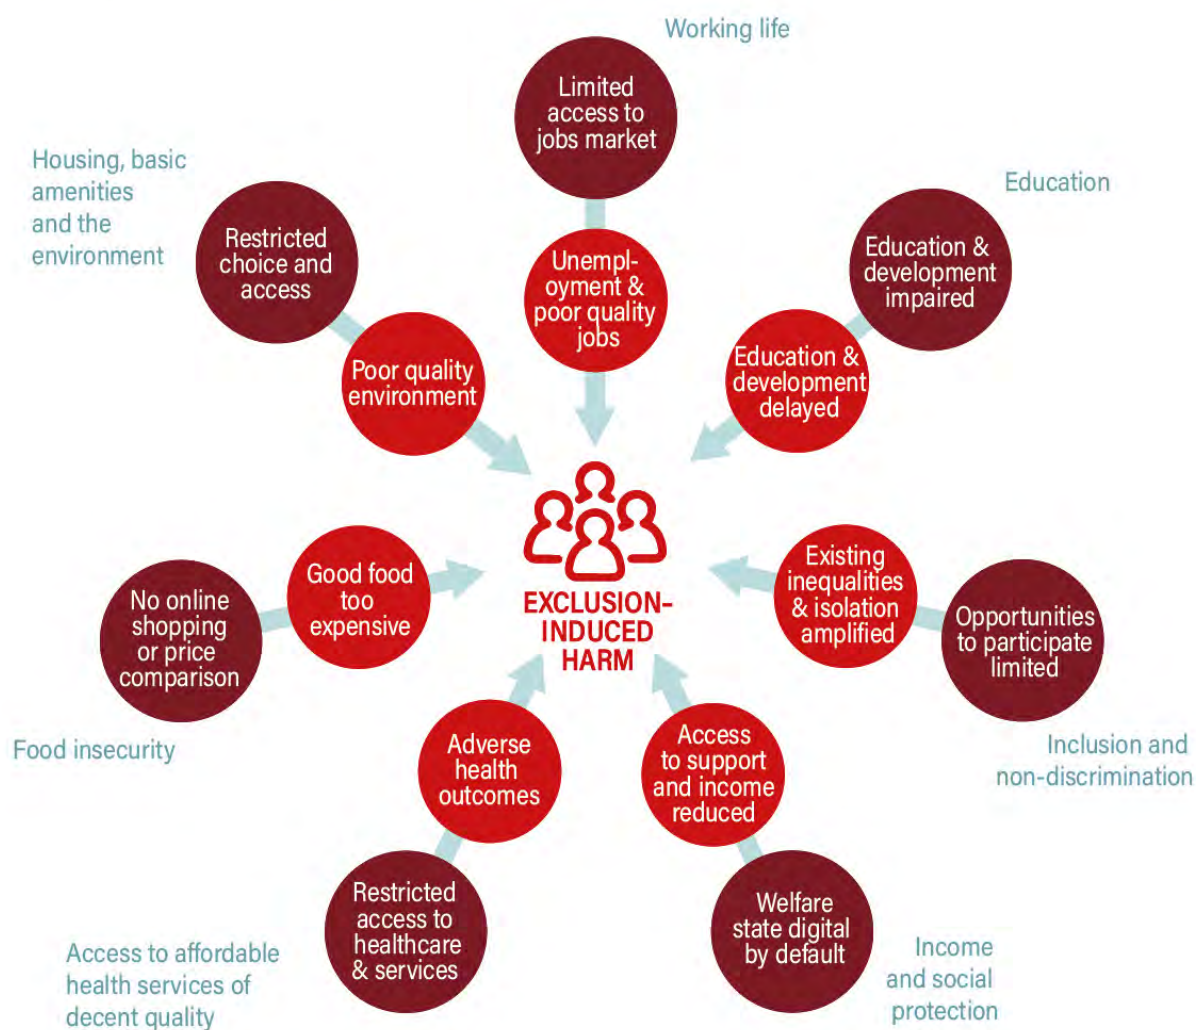 Working life
Limited
access to
jobs market
Unempl-
oyment &
poor quality
jobs
Education
Education &
development
impaired
Education &
development
delayed
Existing
inequalities
& isolation
amplified
Opportunities
to participate
limited
Inclusion and
non-discrimination
Access
to support
and income
reduced
Welfare
state digital
by default
Income
and social
protection
Adverse
health
outcomes
Restricted
access to
healthcare
& services
Access to affordable
health services of
decent quality
Good food
too
expensive
No online
shopping
or price
comparison
Food insecurity
Housing, basic
amenities
and the
environment
Restricted
choice and
access
Poor quality
environment
EXCLUSION-
INDUCED
HARM